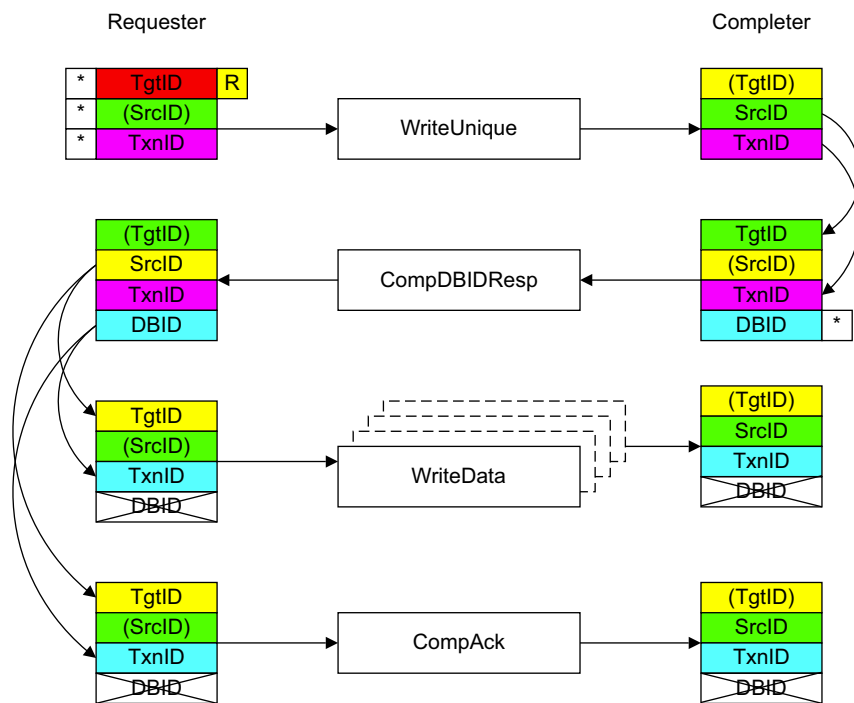 Requester
Completer
* TgtID R
* (SrcID)
* TxnID
WriteUnique
(TgtID)
SrcID
TxnID
(TgtID)
SrcID
TxnID
DBID
CompDBIDResp
TgtID
(SrcID)
TxnID
DBID *
TgtID
(SrcID)
TxnID
DBID
WriteData
(TgtID)
SrcID
TxnID
DBID
TgtID
(SrcID)
TxnID
DBID
CompAck
(TgtID)
SrcID
TxnID
DBID